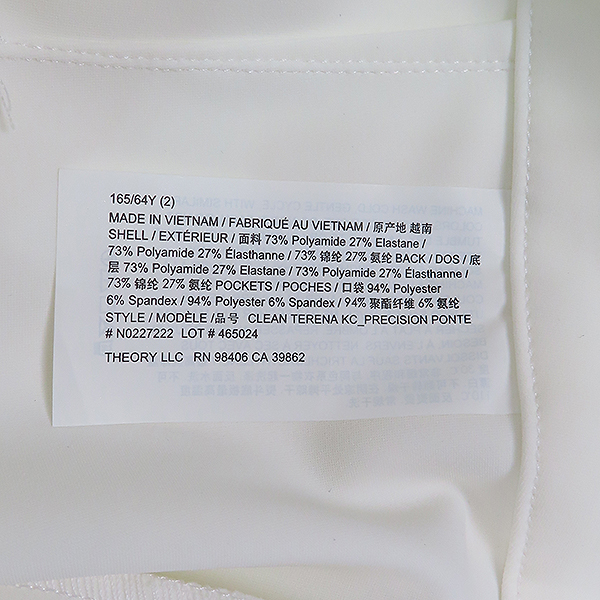 165/64Y (2)
MADE IN VIETNAM / FABRIQUÉ AU VIETNAM / 原产地 越南
SHELL / EXTÉRIEUR / 面料 73% Polyamide 27% Elastane /
73% Polyamide 27% Élasthanne / 73% 锦纶 27% 氨纶 BACK / DOS / 底
层 73% Polyamide 27% Elastane / 73% Polyamide 27% Élasthanne /
73% 锦纶 27% 氨纶 POCKETS / POCHES / 口袋 94% Polyester
6% Spandex / 94% Polyester 6% Spandex / 94% 聚酯纤维 6% 氨纶
STYLE / MODÈLE /品号 CLEAN TERENA KC_PRECISION PONTE
# N0227222 LOT # 465024
THEORY LLC RN 98406 CA 39862